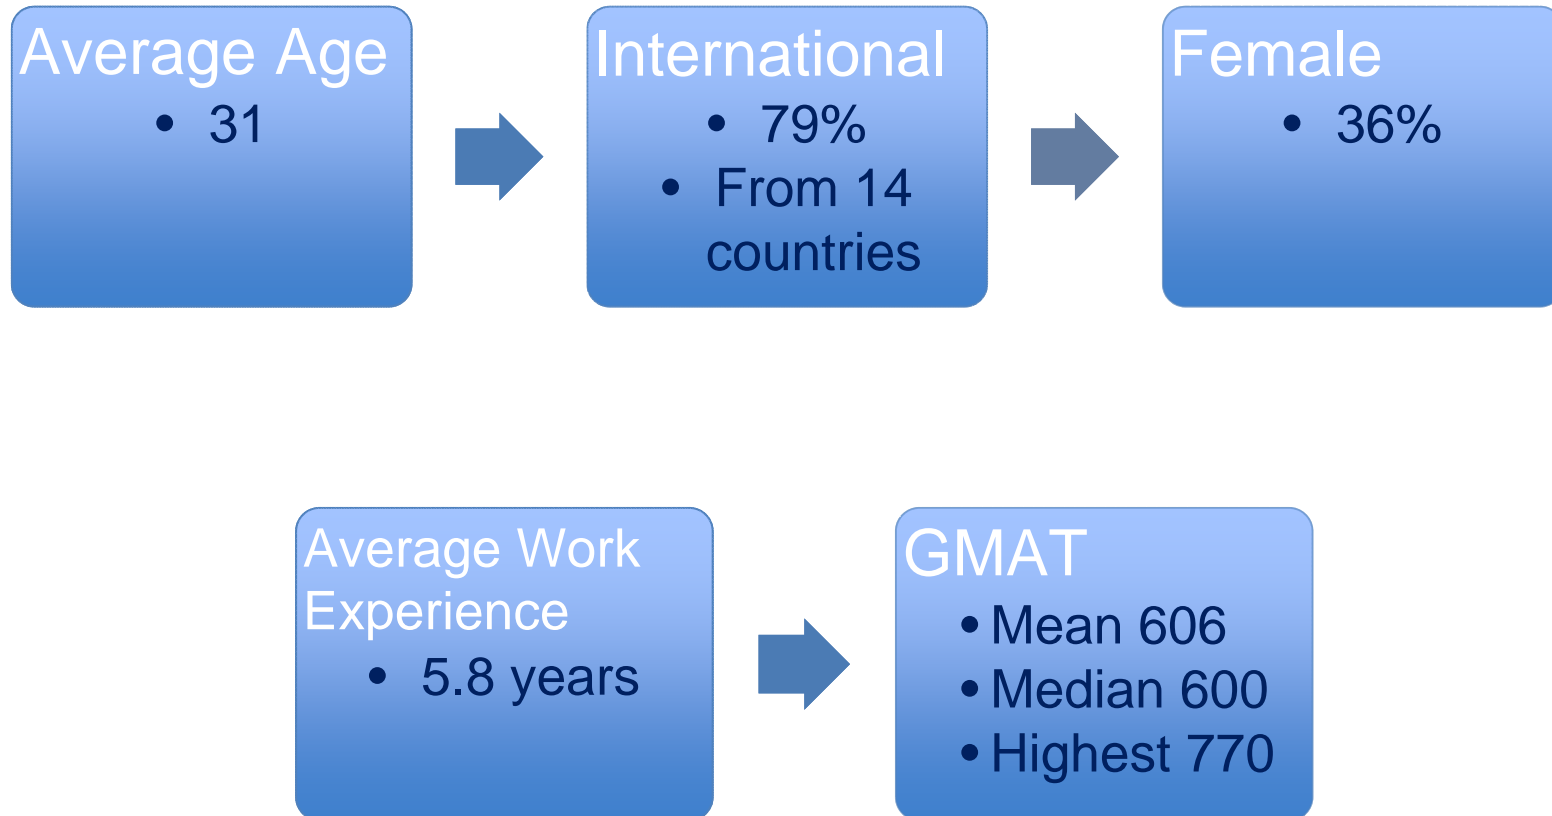 Average Age
• 31
International
• 79%
• From 14
countries
Female
• 36%
Average Work
Experience
• 5.8 years
GMAT
• Mean 606
• Median 600
• Highest 770